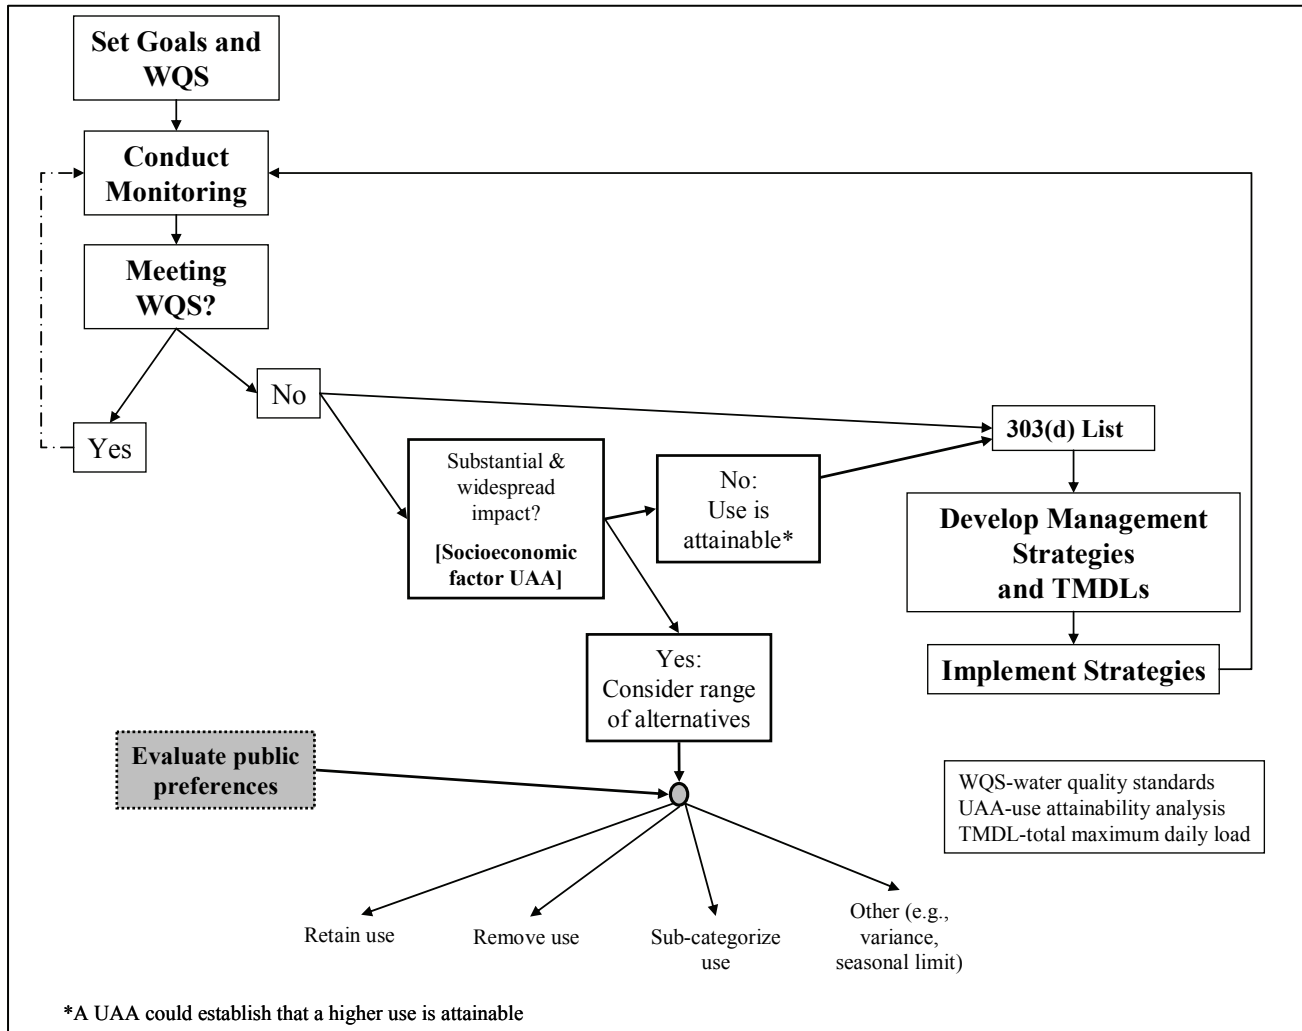 Set Goals and
WQS
Conduct
Monitoring
Meeting
WQS?
No
Yes
303(d) List
Substantial &
widespread
impact?
[Socioeconomic
factor UAA]
No:
Use is
attainable*
Develop Management
Strategies
and TMDLs
Implement Strategies
Yes:
Consider range
of alternatives
Evaluate public
preferences
WQS-water quality standards
UAA-use attainability analysis
TMDL-total maximum daily load
Retain use
Remove use
Sub-categorize
use
Other (e.g.,
variance,
seasonal limit)
*A UAA could establish that a higher use is attainable